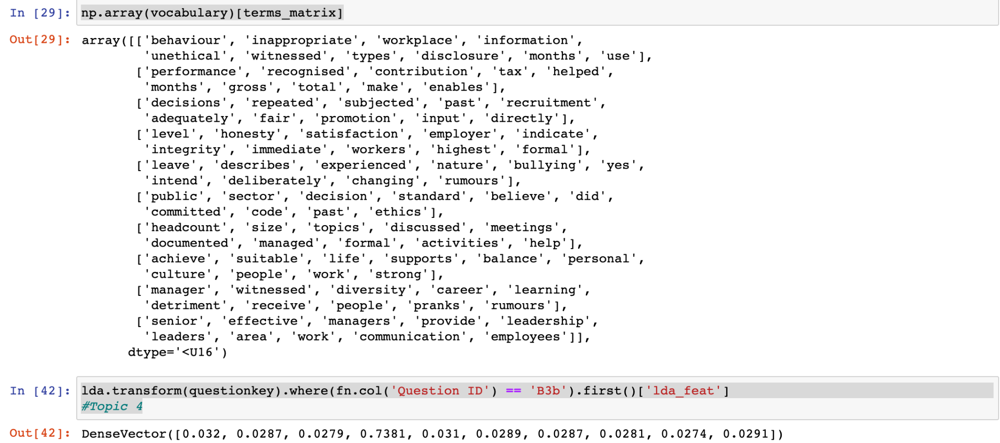 In [29]: np.array(vocabulary)[terms_matrix]
Out[29]: array([['behaviour', 'inappropriate', 'workplace', 'information',
'unethical', 'witnessed', 'types', 'disclosure', 'months', 'use'],
['performance', 'recognised', 'contribution', 'tax', 'helped',
'months', 'gross', 'total', 'make', 'enables'],
['decisions', 'repeated', 'subjected', 'past', 'recruitment',
'adequately', 'fair', 'promotion', 'input', 'directly'],
['level', 'honesty', 'satisfaction', 'employer', 'indicate',
'integrity', 'immediate', 'workers', 'highest', 'formal'],
['leave', 'describes', 'experienced', 'nature', 'bullying', 'yes',
'intend', 'deliberately', 'changing', 'rumours'],
['public', 'sector', 'decision', 'standard', 'believe', 'did',
'committed', 'code', 'past', 'ethics'],
['headcount', 'size', 'topics', 'discussed', 'meetings',
'documented', 'managed', 'formal', 'activities', 'help'],
['achieve', 'suitable', 'life', 'supports', 'balance', 'personal',
'culture', 'people', 'work', 'strong'],
['manager', 'witnessed', 'diversity', 'career', 'learning',
'detriment', 'receive', 'people', 'pranks', 'rumours'],
['senior', 'effective', 'managers', 'provide', 'leadership',
'leaders', 'area', 'work', 'communication', 'employees']],
dtype='<U16')
In [42]: lda.transform(questionkey).where(fn.col('Question ID') == 'B3b').first()['lda_feat']
#Topic 4
Out[42]: DenseVector([0.032, 0.0287, 0.0279, 0.7381, 0.031, 0.0289, 0.0287, 0.0281, 0.0274, 0.0291])